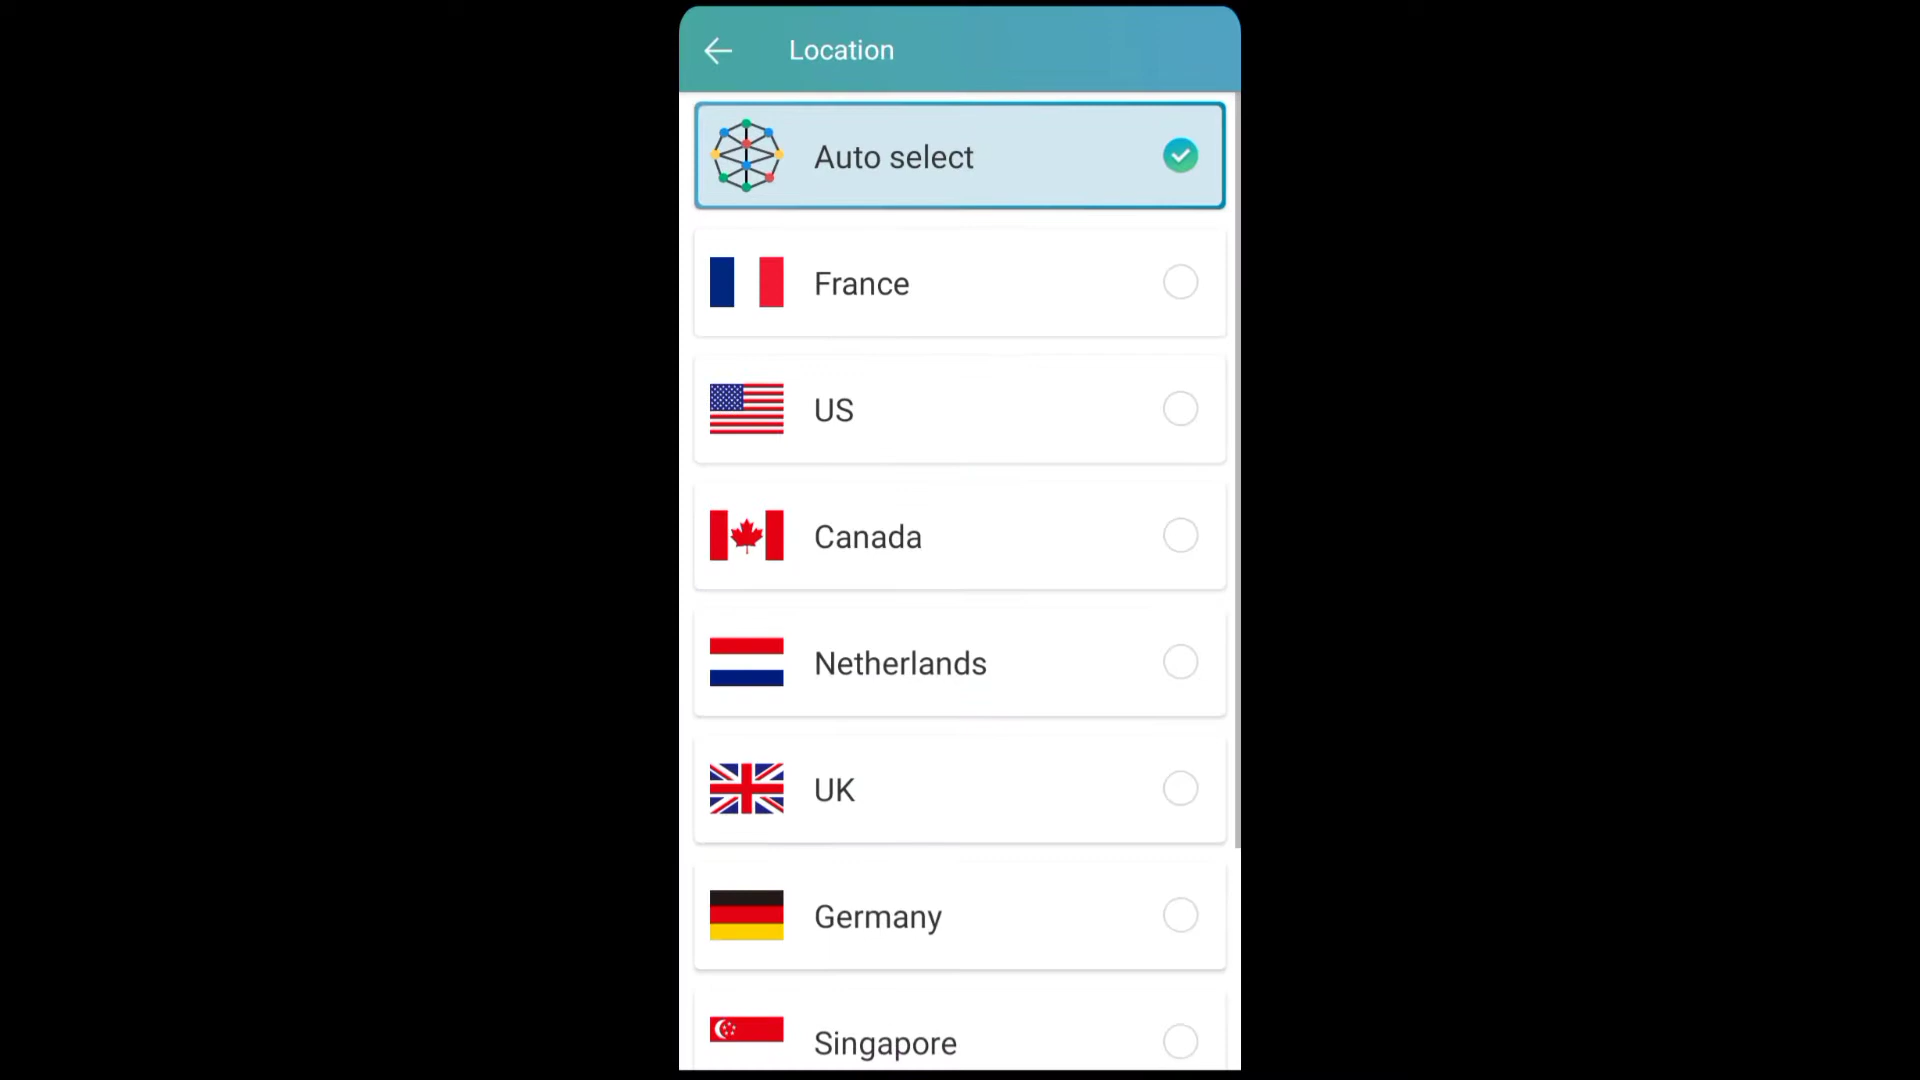 Location
Auto select
France
US
Canada
Netherlands
UK
Germany
Singapore